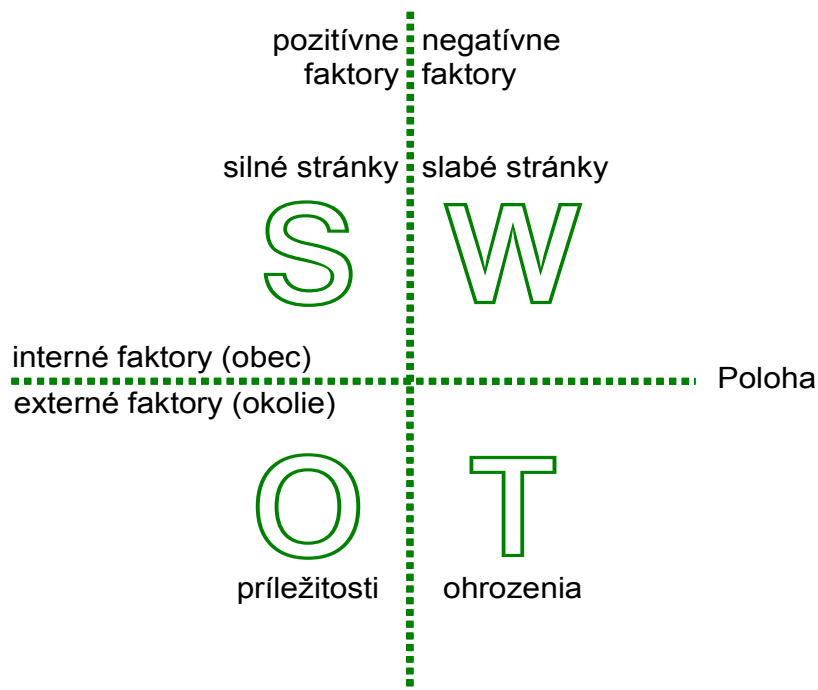 pozitívne negatívne
faktory faktory
silné stránky slabé stránky
S W
interné faktory (obec)
Poloha
externé faktory (okolie)
O T
príležitosti ohrozenia